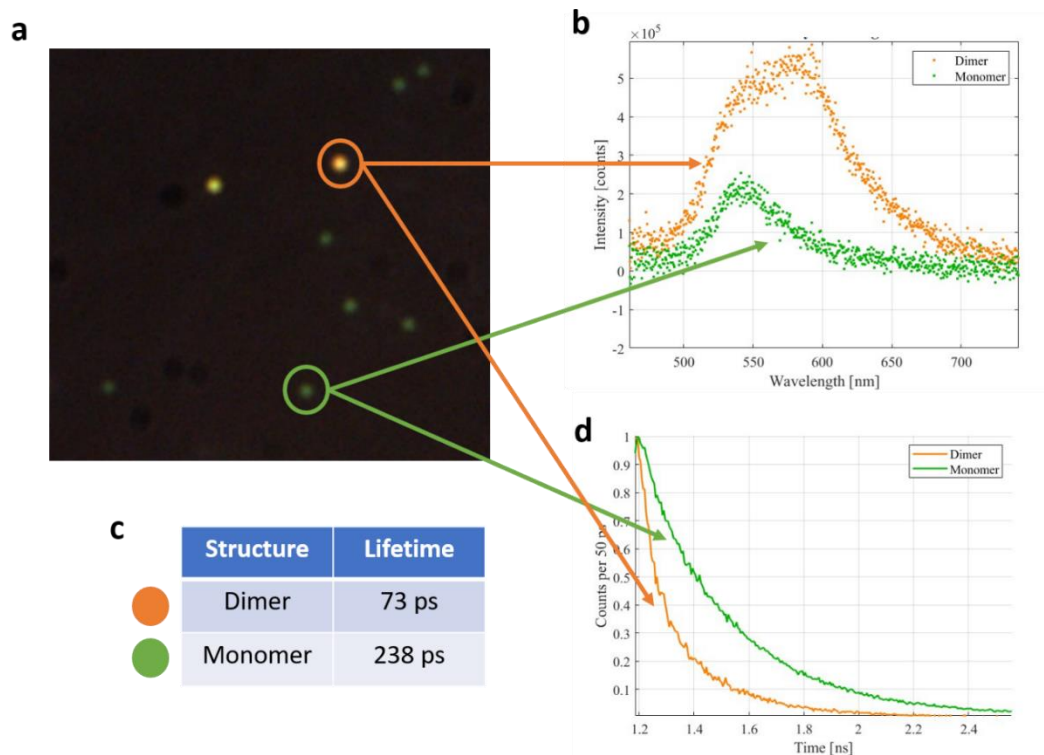 a
b
×10⁵
Dimer
Monomer
5
4
3
2
1
0
-1
-2
500
550
600
650
700
Intensity [counts]
Wavelength [nm]
c
Structure Lifetime
Dimer 73 ps
Monomer 238 ps
d
1
0.9
0.8
0.7
0.6
0.5
0.4
0.3
0.2
0.1
Dimer
Monomer
1.2 1.4 1.6 1.8 2 2.2 2.4
Counts per 50 ps
Time [ns]